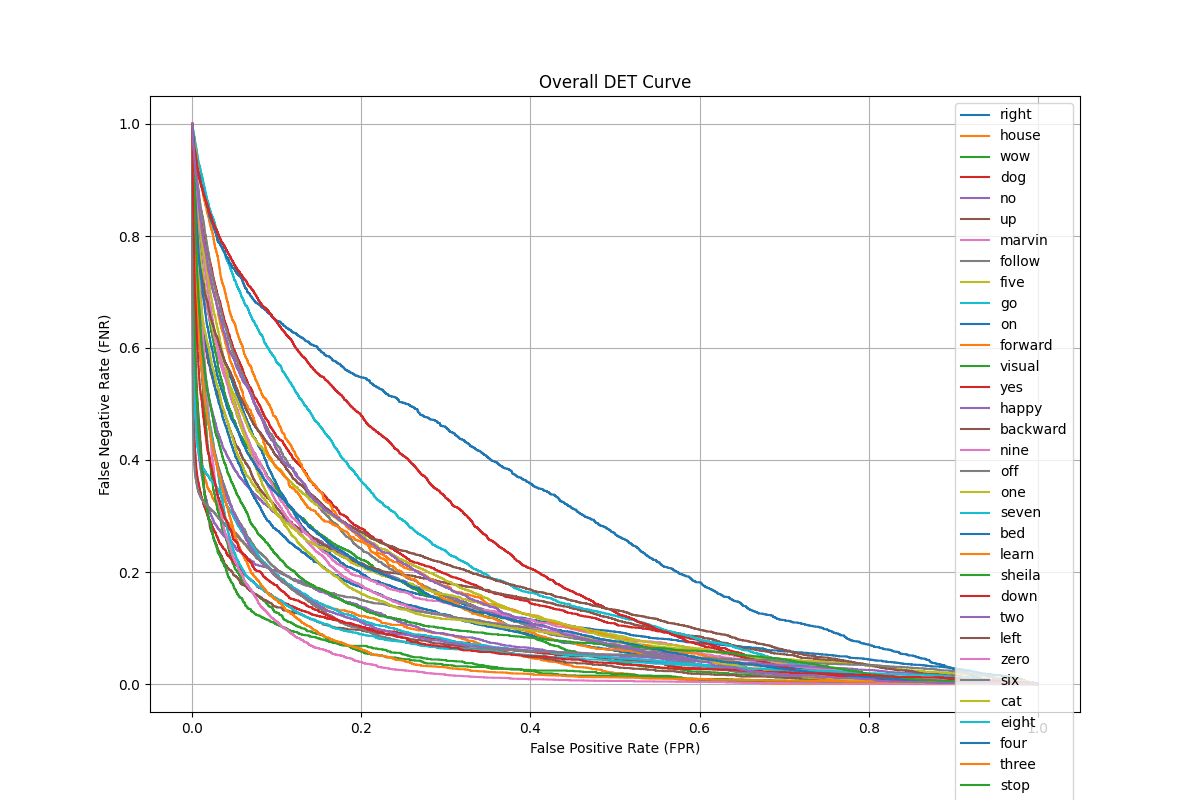 Overall DET Curve
1.0
0.8
0.6
0.4
0.2
0.0
False Negative Rate (FNR)
0.0
0.2
0.4
0.6
0.8
1.0
False Positive Rate (FPR)
right
house
wow
dog
no
up
marvin
follow
five
go
on
forward
visual
yes
happy
backward
nine
off
one
seven
bed
learn
sheila
down
two
left
zero
six
cat
eight
four
three
stop